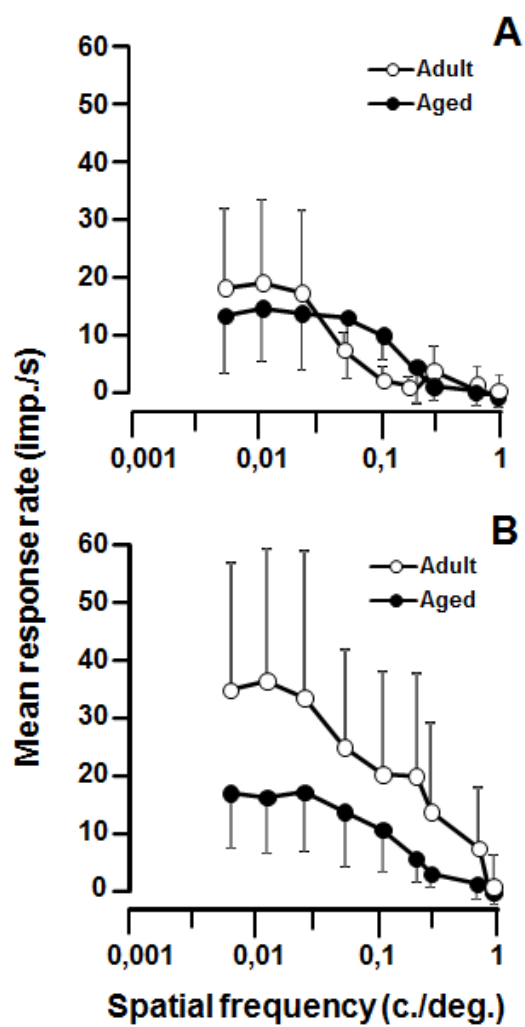 A
60
50
40
30
20
10
0
Adult
Aged
0,001
0,01
0,1
1
Mean response rate (imp./s)
B
60
50
40
30
20
10
0
Adult
Aged
0,001
0,01
0,1
1
Spatial frequency (c./deg.)